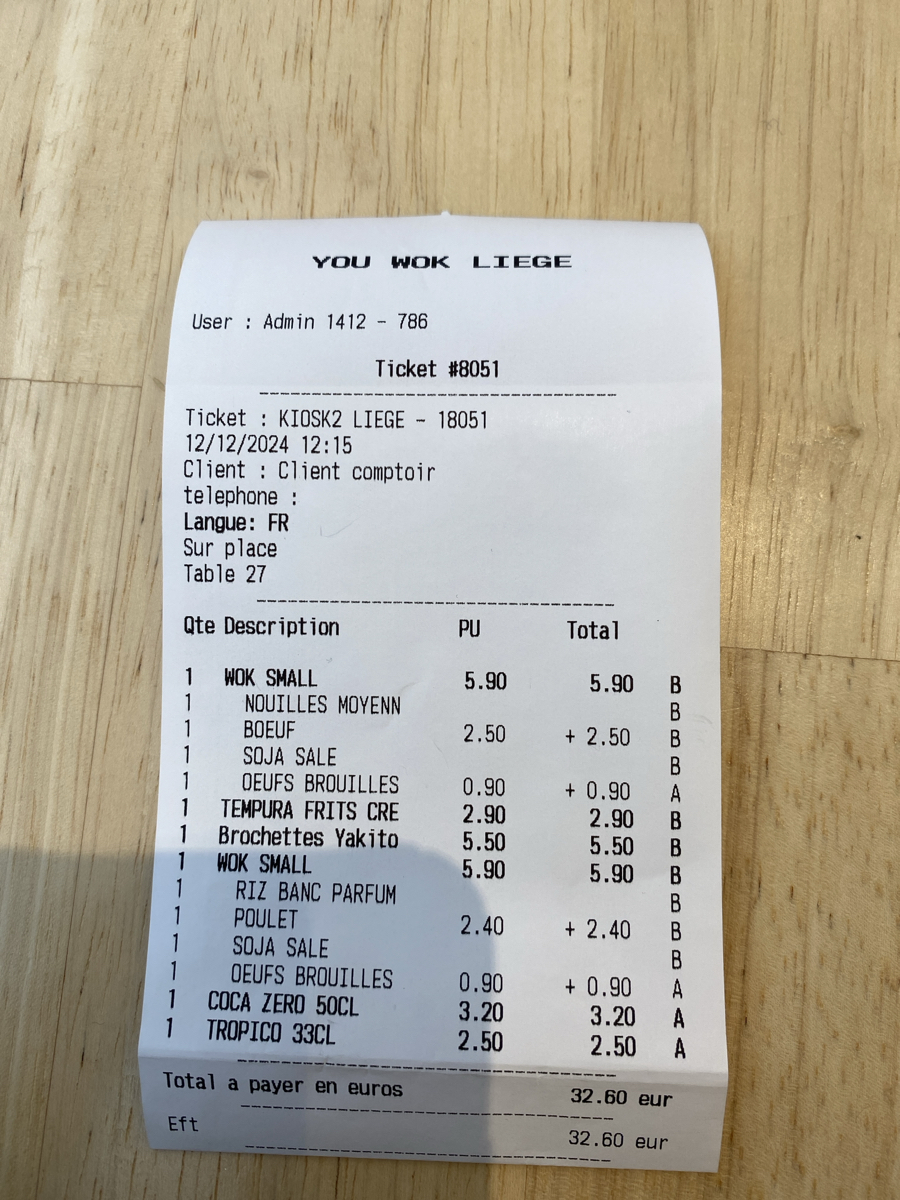 YOU WOK LIEGE
User : Admin 1412 - 786
Ticket #8051
Ticket : KIOSK2 LIEGE - 18051
12/12/2024 12:15
Client : Client comptoir
telephone :
Langue: FR
Sur place
Table 27
Qte Description PU Total
1 WOK SMALL 5.90 5.90 B
1 NOUILLES MOYENN B
1 BOEUF 2.50 + 2.50 B
1 SOJA SALE B
1 OEUFS BROUILLES 0.90 + 0.90 A
1 TEMPURA FRITS CRE 2.90 2.90 B
1 Brochettes Yakito 5.50 5.50 B
1 WOK SMALL 5.90 5.90 B
1 RIZ BANC PARFUM B
1 POULET 2.40 + 2.40 B
1 SOJA SALE B
1 OEUFS BROUILLES 0.90 + 0.90 A
1 COCA ZERO 50CL 3.20 3.20 A
1 TROPICO 33CL 2.50 2.50 A
Total a payer en euros 32.60 eur
Eft 32.60 eur